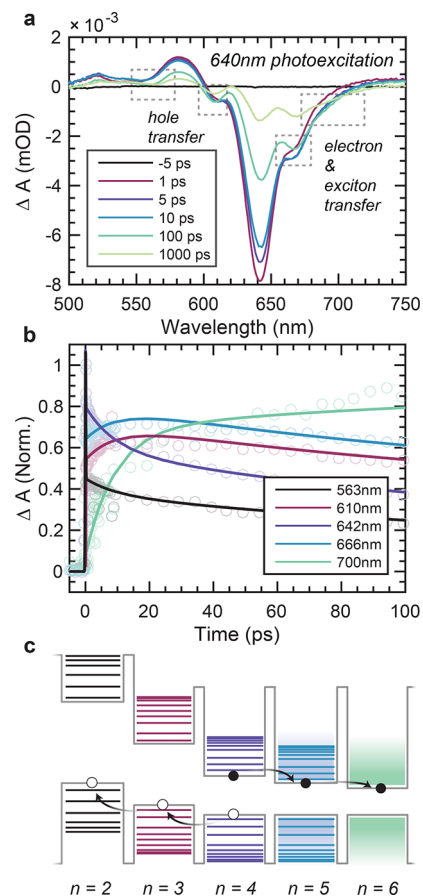 a
× 10⁻³
640nm photoexcitation
2
0
-2
-4
-6
-8
Δ A (mOD)
hole
transfer
electron
&
exciton
transfer
-5 ps
1 ps
5 ps
10 ps
100 ps
1000 ps
500 550 600 650 700 750
Wavelength (nm)
b
1
0.8
0.6
0.4
0.2
0
Δ A (Norm.)
563nm
610nm
642nm
666nm
700nm
0 20 40 60 80 100
Time (ps)
c
n = 2 n = 3 n = 4 n = 5 n = 6